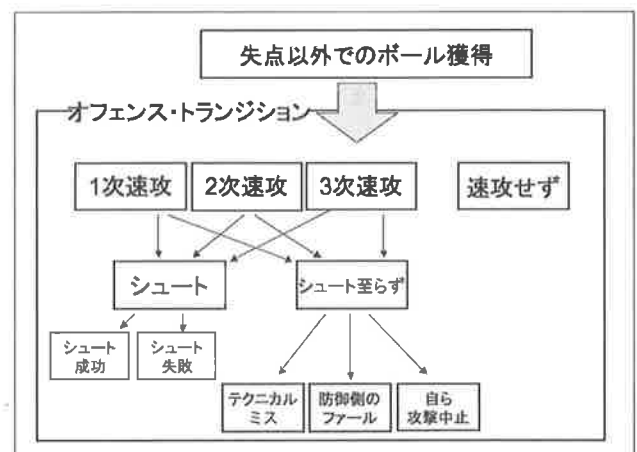 失点以外でのボール獲得
オフェンス・トランジション
1次速攻
2次速攻
3次速攻
速攻せず
シュート
シュート至らず
シュート
成功
シュート
失敗
テクニカル
ミス
防御側の
ファール
自ら
攻撃中止